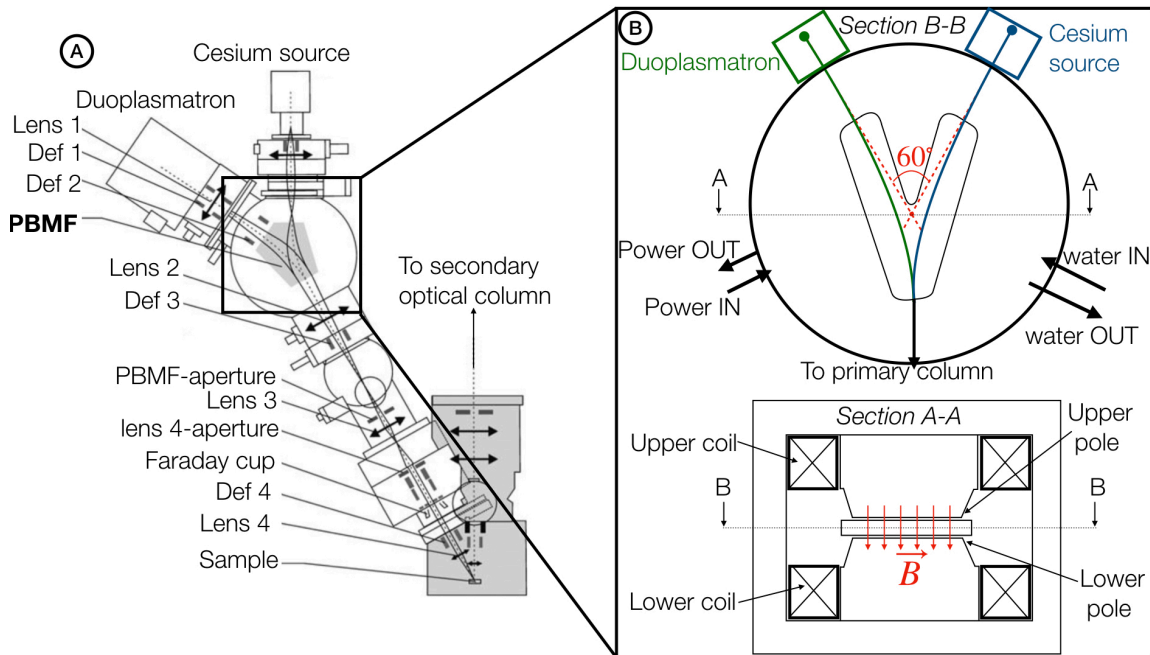 A
Cesium source
Duoplasmatron
Lens 1
Def 1
Def 2
PBMF
Lens 2
Def 3
To secondary
optical column
PBMF-aperture
Lens 3
lens 4-aperture
Faraday cup
Def 4
Lens 4
Sample
B
Section B-B
Duoplasmatron
Cesium
source
60°
A
A
Power OUT
Power IN
water IN
water OUT
To primary column
Section A-A
Upper coil
Upper
pole
B
B
B
Lower coil
Lower
pole